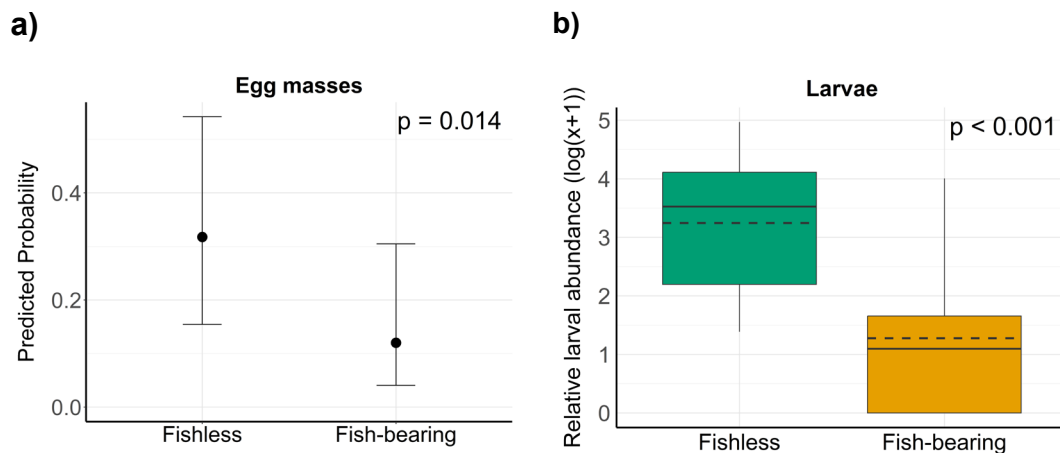 a)
Egg masses
p = 0.014
Predicted Probability
0.4
0.2
0.0
Fishless Fish-bearing
b)
Larvae
p < 0.001
Relative larval abundance (log(x+1))
5
4
3
2
1
0
Fishless Fish-bearing